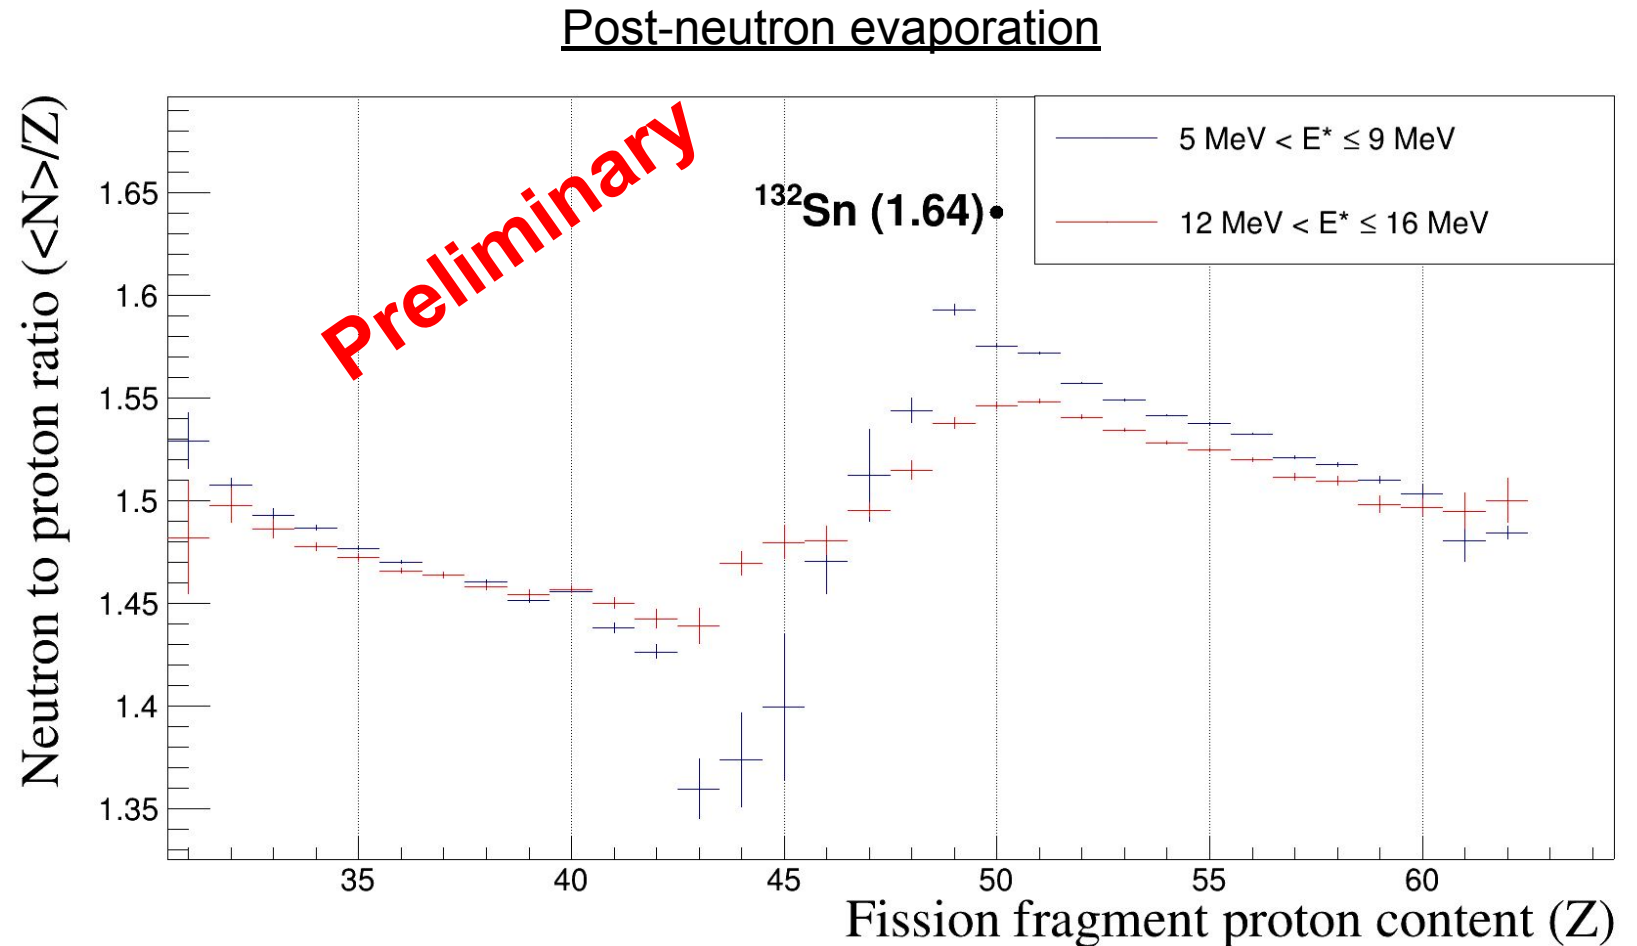 Post-neutron evaporation
Neutron to proton ratio (<N>/Z)
Preliminary
¹³²Sn (1.64)
5 MeV < E* ≤ 9 MeV
12 MeV < E* ≤ 16 MeV
1.65
1.6
1.55
1.5
1.45
1.4
1.35
35 40 45 50 55 60
Fission fragment proton content (Z)